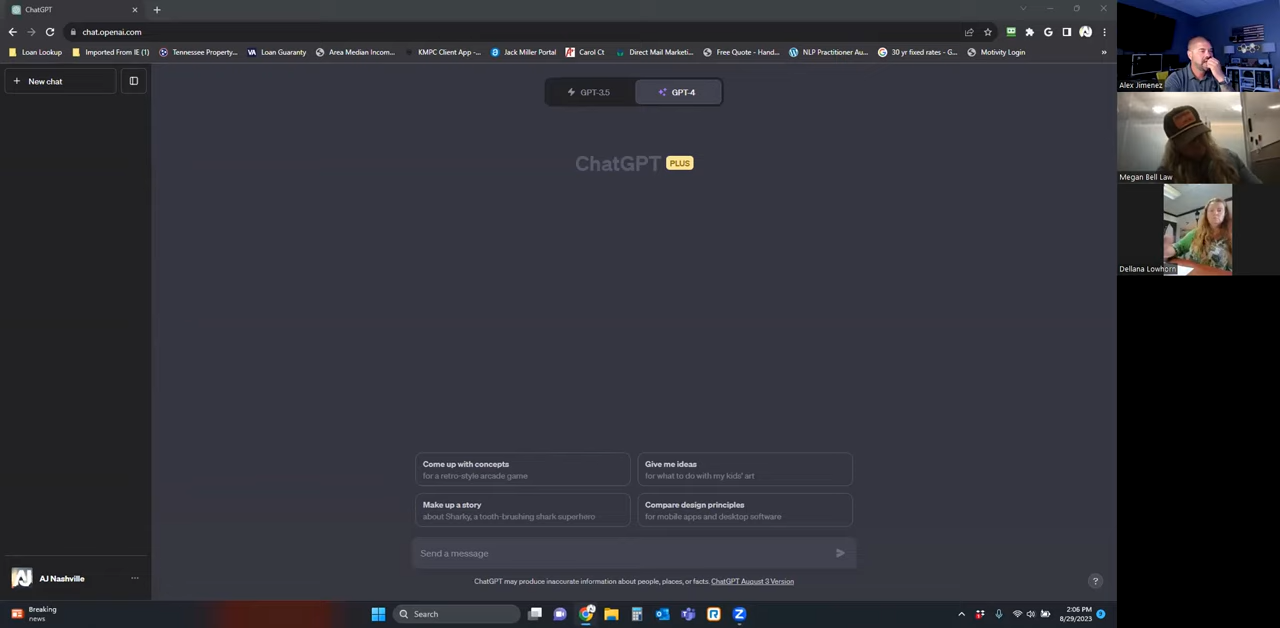 ChatGPT
chat.openai.com
Loan Lookup
Imported From IE (1)
Tennessee Property...
Loan Guaranty
Area Median Incom...
KMPC Client App -...
Jack Miller Portal
Carol Ct
Direct Mail Marketi...
Free Quote - Hand...
NLP Practitioner Au...
30 yr fixed rates - G...
Motivity Login
New chat
GPT-3.5
GPT-4
ChatGPT PLUS
Come up with concepts
for a retro-style arcade game
Give me ideas
for what to do with my kids' art
Make up a story
about Sharky, a tooth-brushing shark superhero
Compare design principles
for mobile apps and desktop software
Send a message
ChatGPT may produce inaccurate information about people, places, or facts. ChatGPT August 3 Version
?
AJ Nashville
Breaking
news
Search
2:06 PM
8/29/2023
Alex Jimenez
Megan Bell Law
Dellana Lowhorn